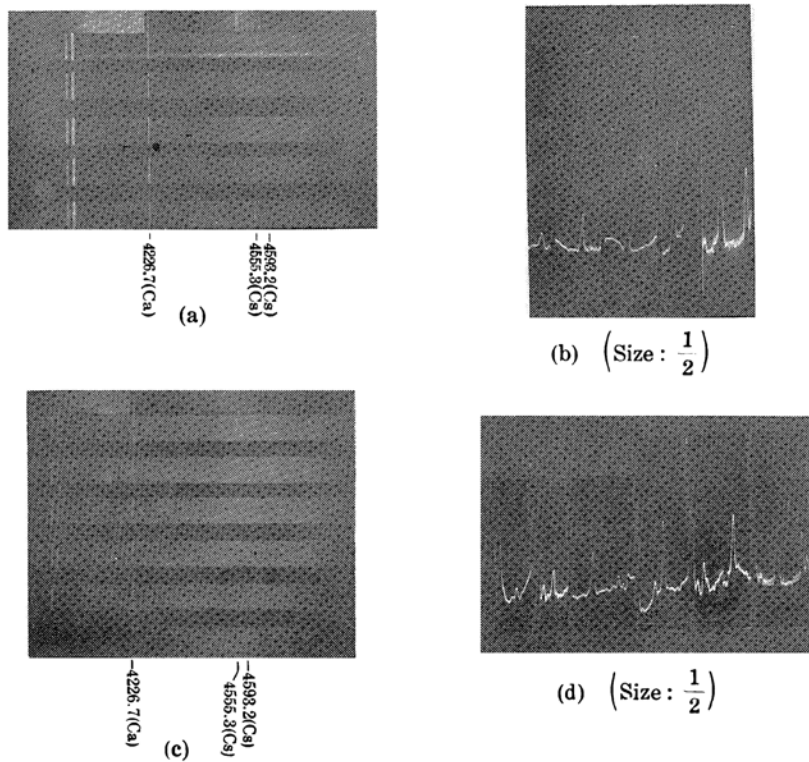 -4593.2(Cs)
-4555.3(Cs)
-4226.7(Ca)
(a)
(b) (Size : 1/2)
-4593.2(Cs)
4555.3(Cs)
-4226.7(Ca)
(c)
(d) (Size : 1/2)